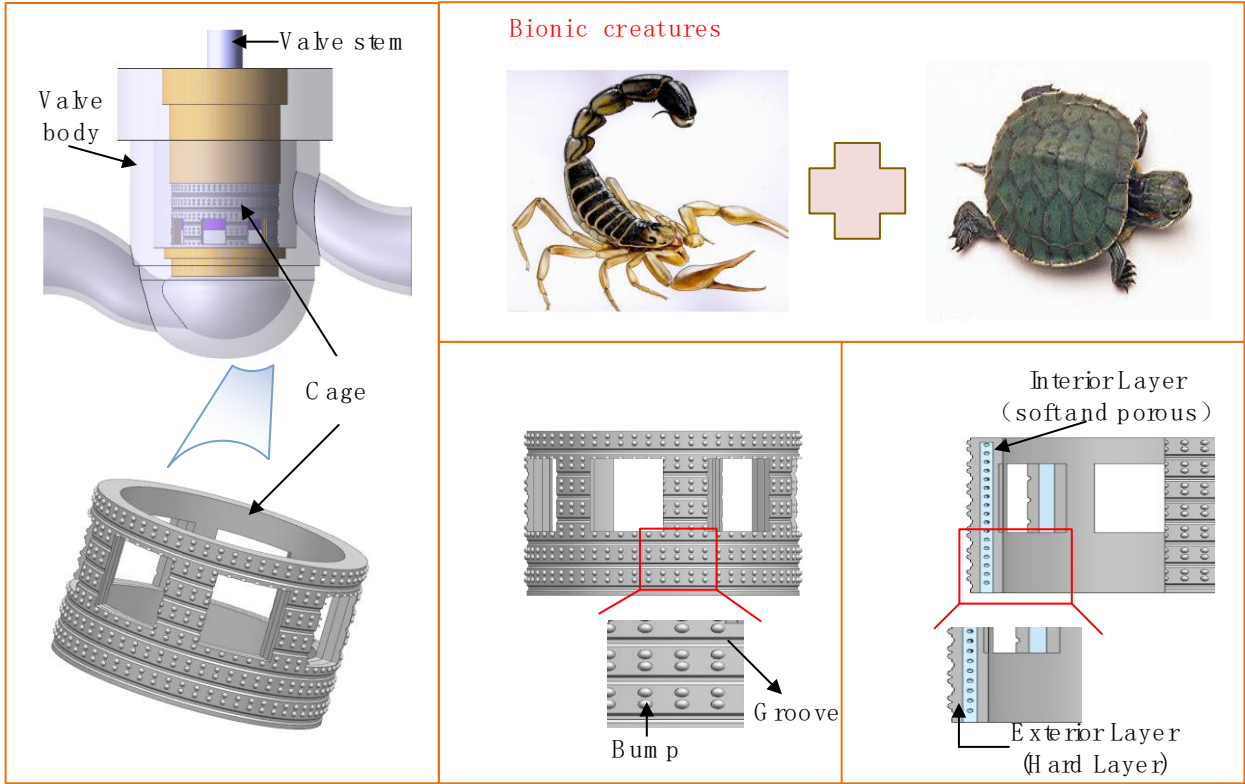 Valve stem
Valve
body
Cage
Bionic creatures
Groove
Bump
Interior Layer
（soft and porous）
Exterior Layer
(Hard Layer)